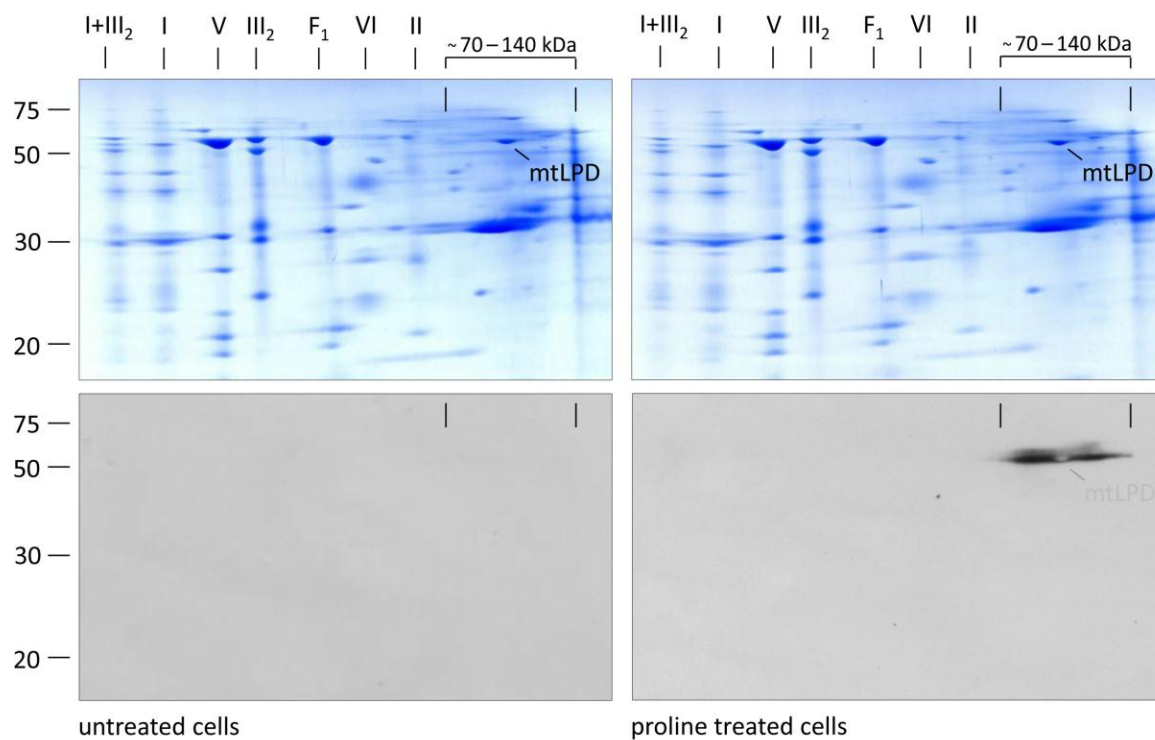 I+III₂ I V III₂ F₁ VI II ~70–140 kDa
I+III₂ I V III₂ F₁ VI II ~70–140 kDa
75
50
mtLPD
mtLPD
30
20
75
50
mtLPD
30
20
untreated cells
proline treated cells